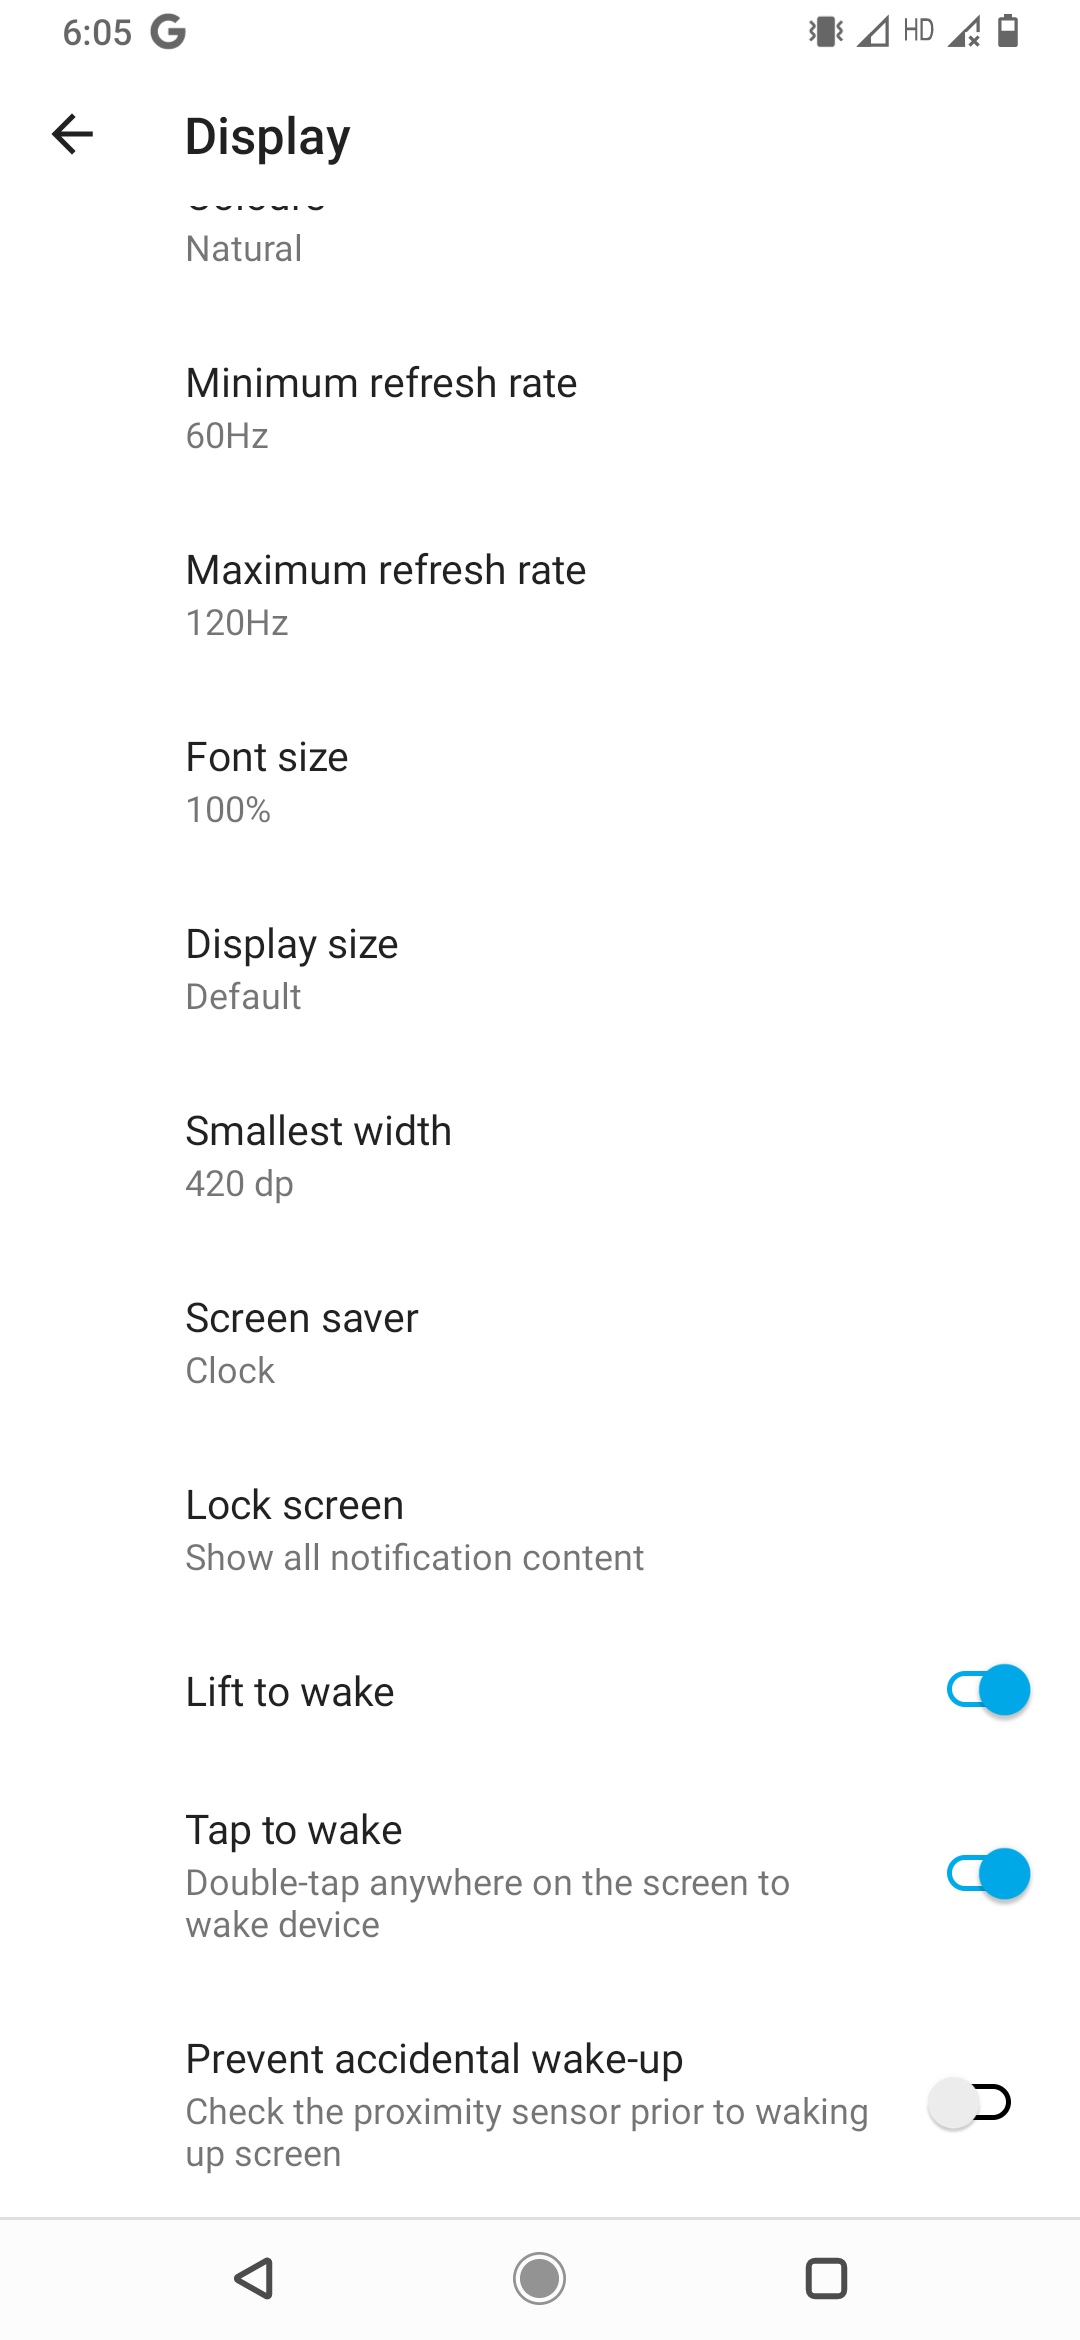 6:05 G HD
Display
Natural
Minimum refresh rate
60Hz
Maximum refresh rate
120Hz
Font size
100%
Display size
Default
Smallest width
420 dp
Screen saver
Clock
Lock screen
Show all notification content
Lift to wake
Tap to wake
Double-tap anywhere on the screen to
wake device
Prevent accidental wake-up
Check the proximity sensor prior to waking
up screen